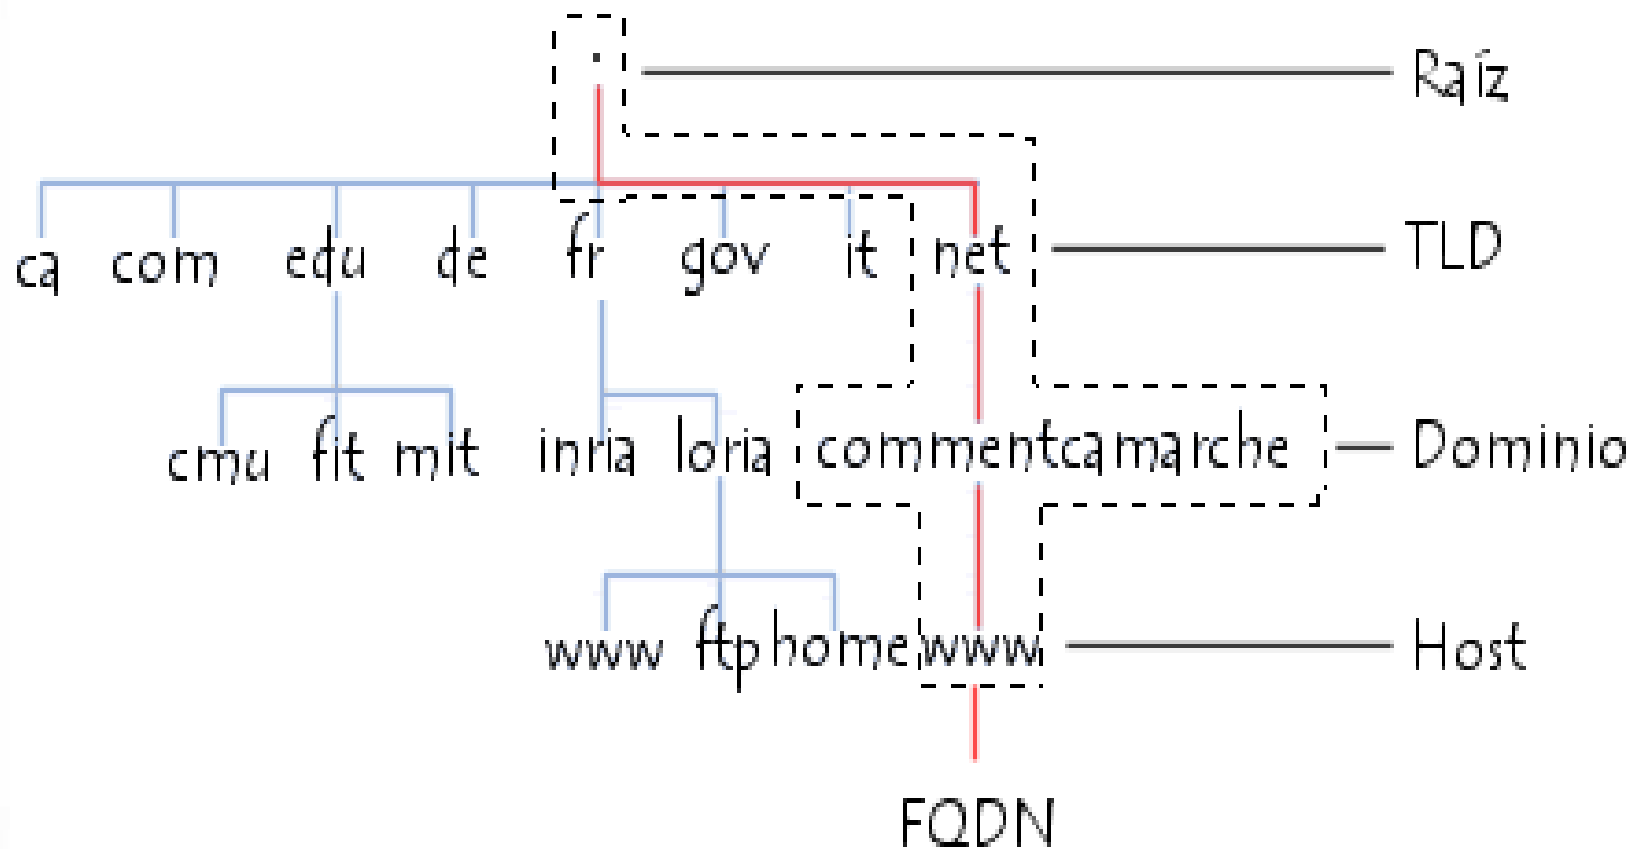 . Raíz
ca com edu de fr gov it net TLD
cmu fit mit inria loria commentcamarche Dominio
www ftp home www Host
FQDN